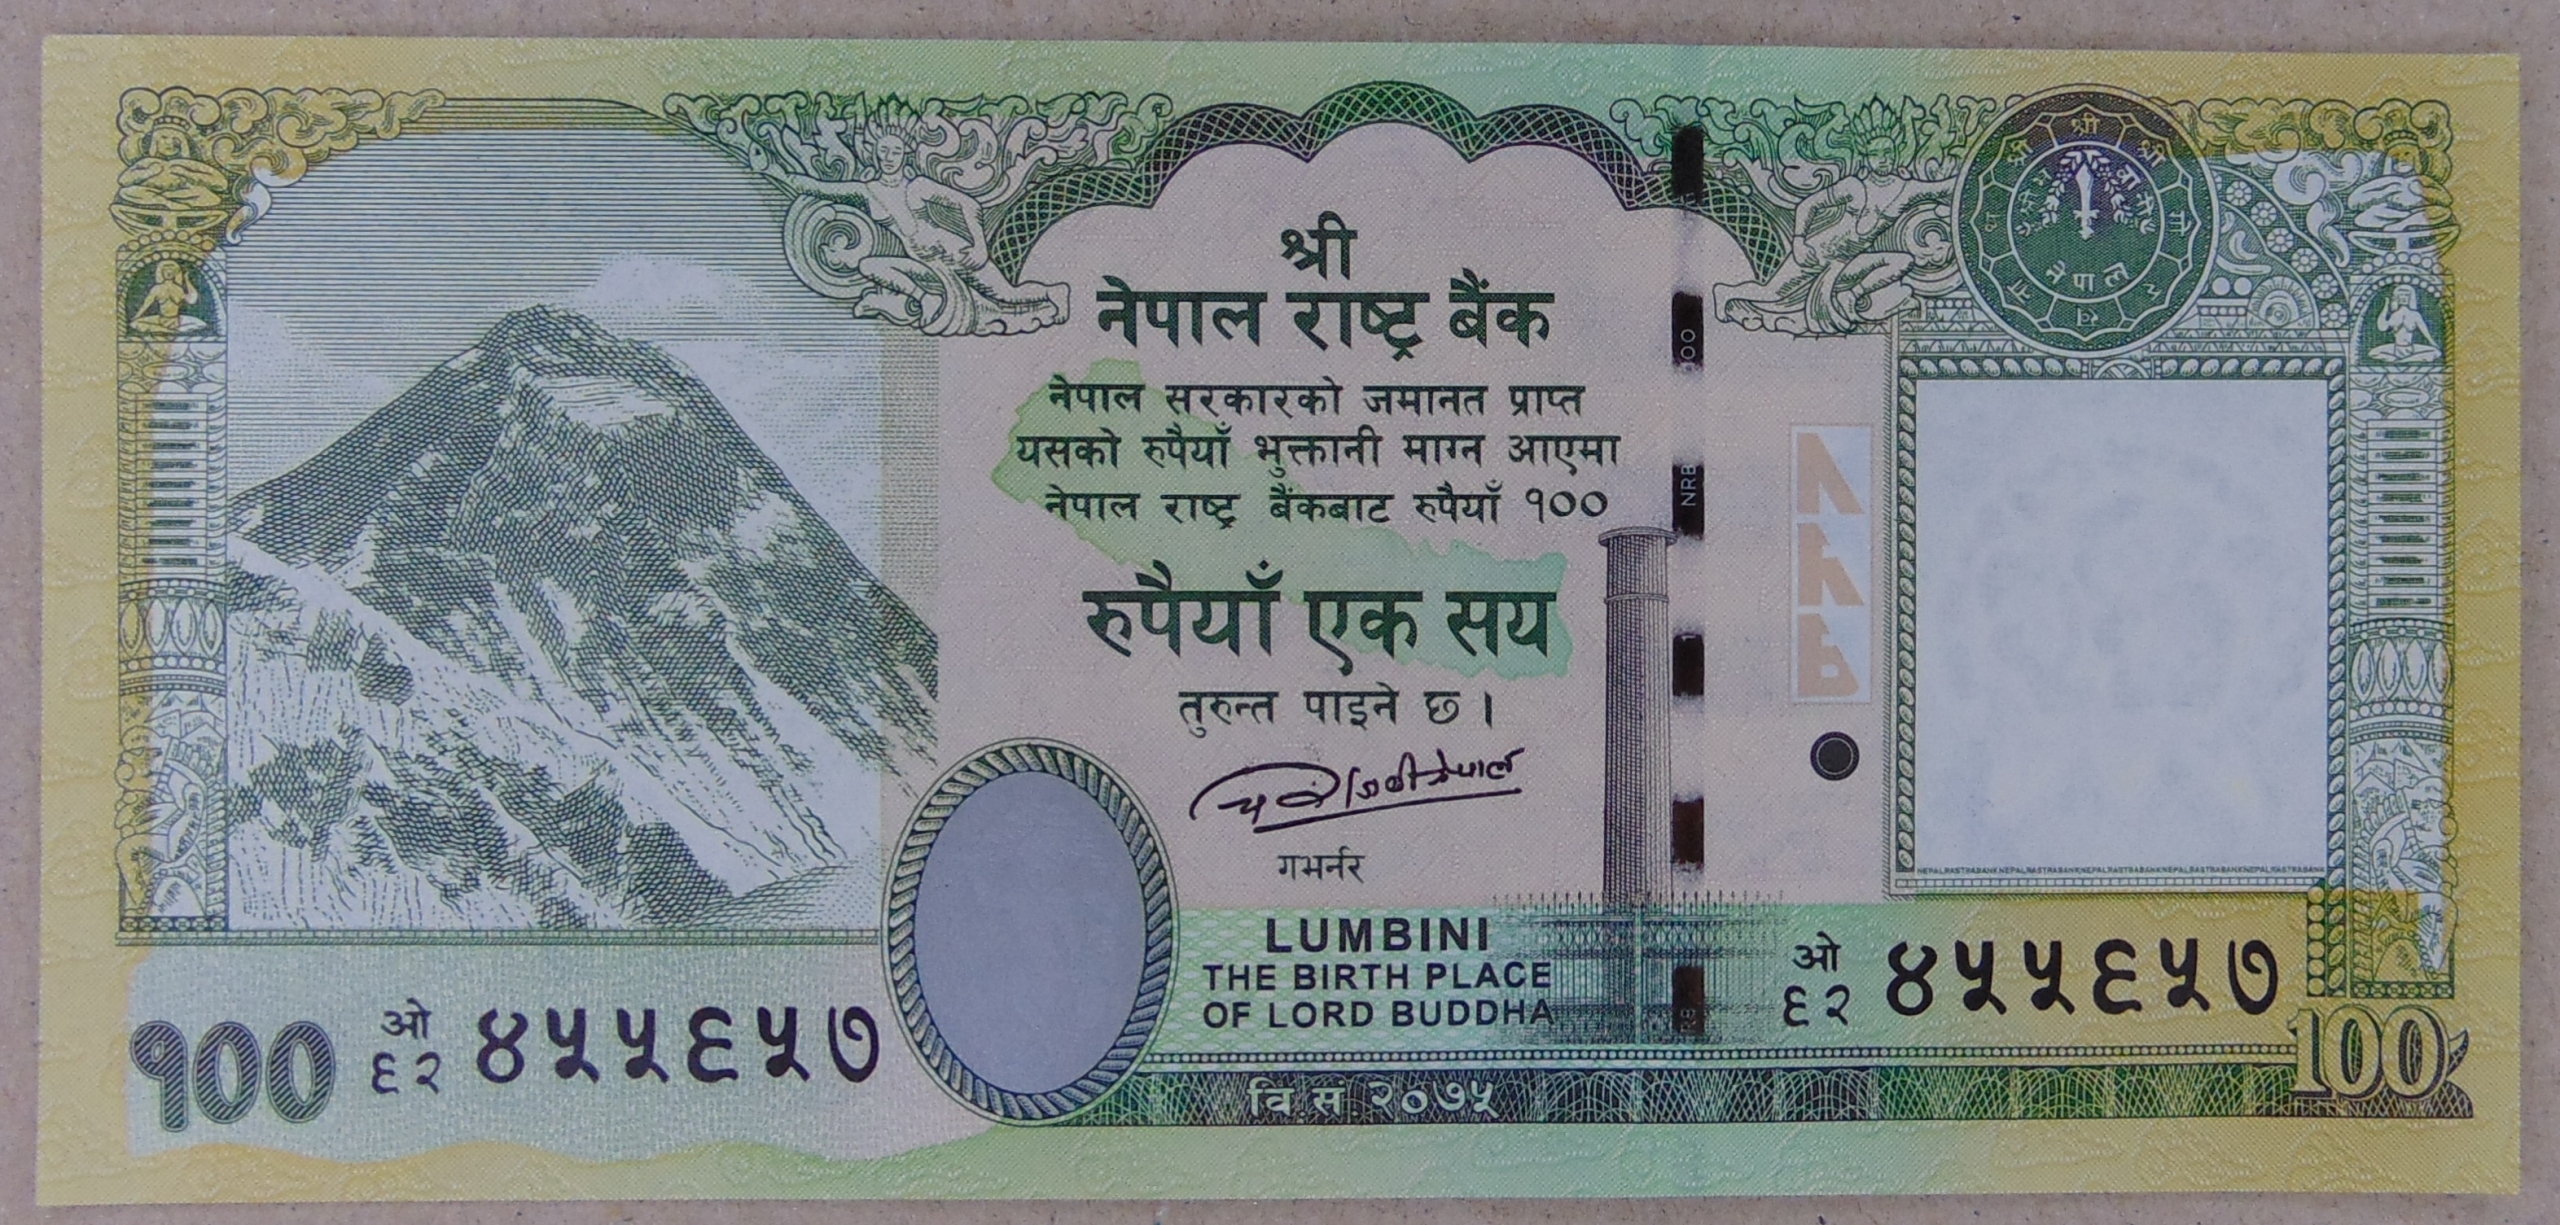 श्री
नेपाल राष्ट्र बैंक
नेपाल सरकारको जमानत प्राप्त
यसको रुपैयाँ भुक्तानी माग्न आएमा
नेपाल राष्ट्र बैंकबाट रुपैयाँ १००
रुपैयाँ एक सय
तुरुन्त पाइने छ।
गभर्नर
LUMBINI
THE BIRTH PLACE
OF LORD BUDDHA
वि.सं. २०७५
१००
ओ
६२ ४५५६५७
ओ
६२ ४५५६५७
100
NRB
नेपाल
NEPALRASTRABANKNEPALRASTRABANKNEPALRASTRABANKNEPALRASTRABANK